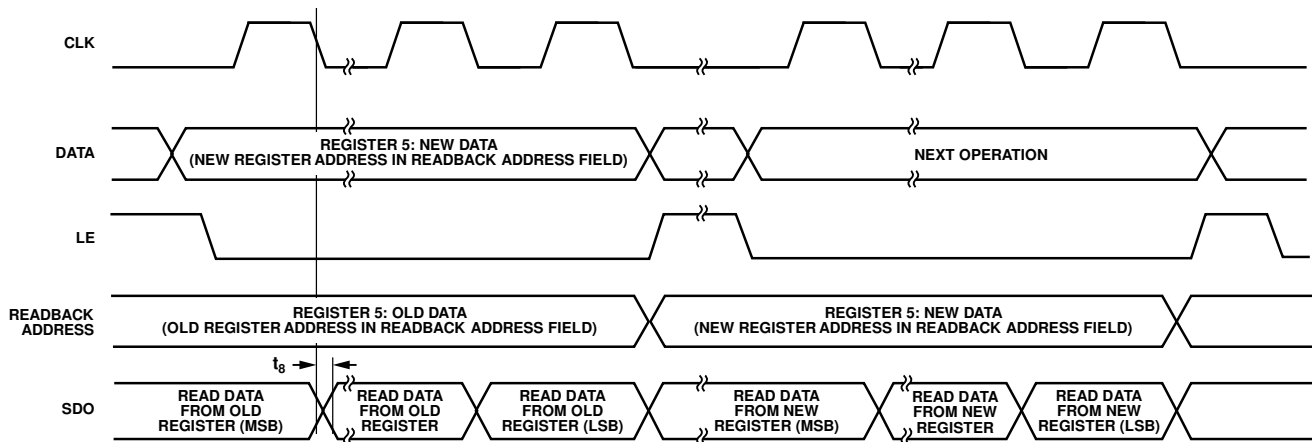 CLK
DATA
REGISTER 5: NEW DATA
(NEW REGISTER ADDRESS IN READBACK ADDRESS FIELD)
NEXT OPERATION
LE
READBACK
ADDRESS
REGISTER 5: OLD DATA
(OLD REGISTER ADDRESS IN READBACK ADDRESS FIELD)
REGISTER 5: NEW DATA
(NEW REGISTER ADDRESS IN READBACK ADDRESS FIELD)
t8
SDO
READ DATA
FROM OLD
REGISTER (MSB)
READ DATA
FROM OLD
REGISTER
READ DATA
FROM OLD
REGISTER (LSB)
READ DATA
FROM NEW
REGISTER (MSB)
READ DATA
FROM NEW
REGISTER
READ DATA
FROM NEW
REGISTER (LSB)